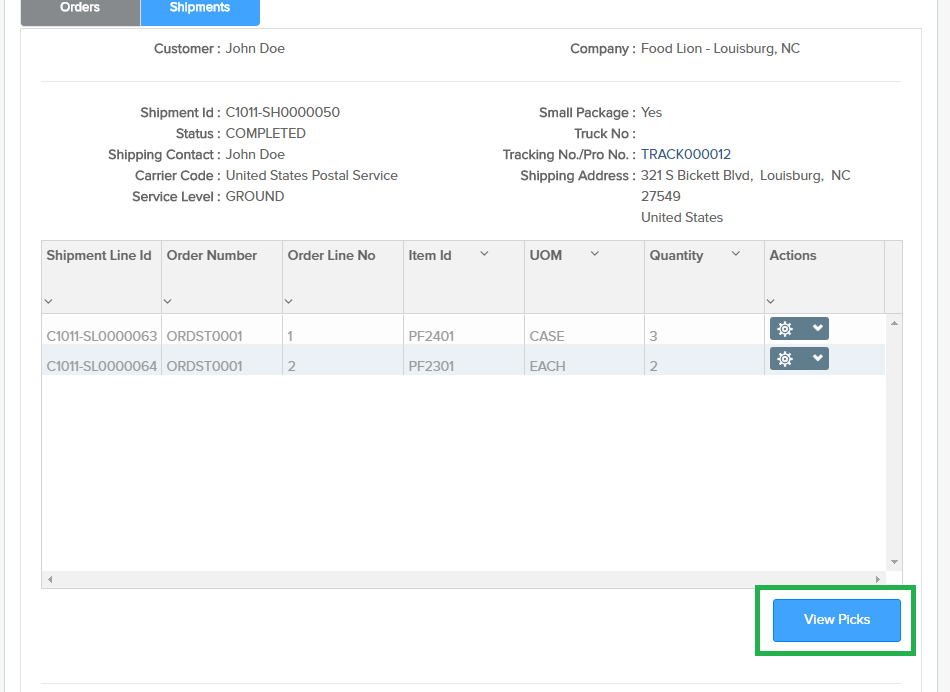 Orders Shipments
Customer : John Doe Company : Food Lion - Louisburg, NC
Shipment Id : C1011-SH0000050 Small Package : Yes
Status : COMPLETED Truck No :
Shipping Contact : John Doe Tracking No./Pro No. : TRACK000012
Carrier Code : United States Postal Service Shipping Address : 321 S Bickett Blvd, Louisburg, NC
Service Level : GROUND 27549
United States
Shipment Line Id Order Number Order Line No Item Id UOM Quantity Actions
C1011-SL0000063 ORDST0001 1 PF2401 CASE 3
C1011-SL0000064 ORDST0001 2 PF2301 EACH 2
View Picks